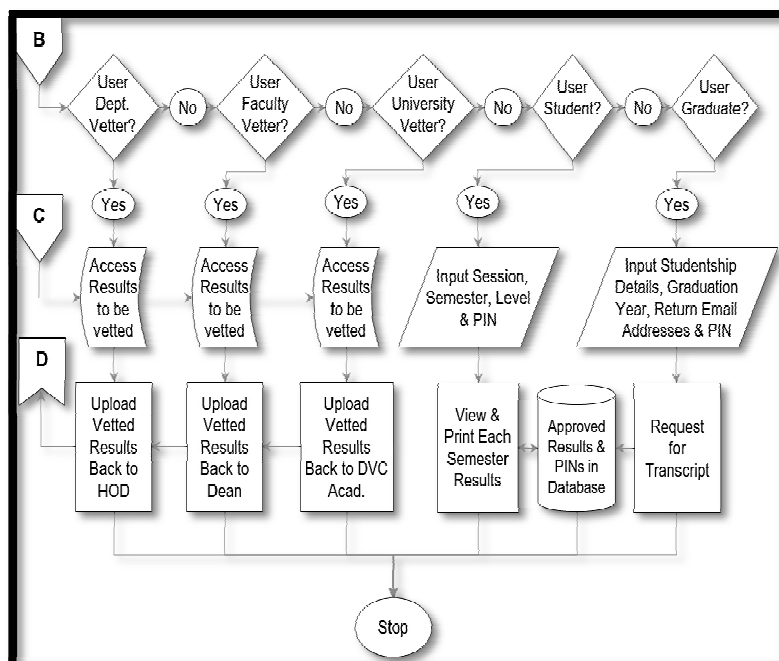 B
User
Dept.
Vetter?
No
User
Faculty
Vetter?
No
User
University
Vetter?
No
User
Student?
No
User
Graduate?
Yes
Yes
Yes
Yes
Yes
C
Access
Results
to be
vetted
Access
Results
to be
vetted
Access
Results
to be
vetted
Input Session,
Semester, Level
& PIN
Input Studentship
Details, Graduation
Year, Return Email
Addresses & PIN
D
Upload
Vetted
Results
Back to
HOD
Upload
Vetted
Results
Back to
Dean
Upload
Vetted
Results
Back to DVC
Acad.
View &
Print Each
Semester
Results
Approved
Results &
PINs in
Database
Request
for
Transcript
Stop